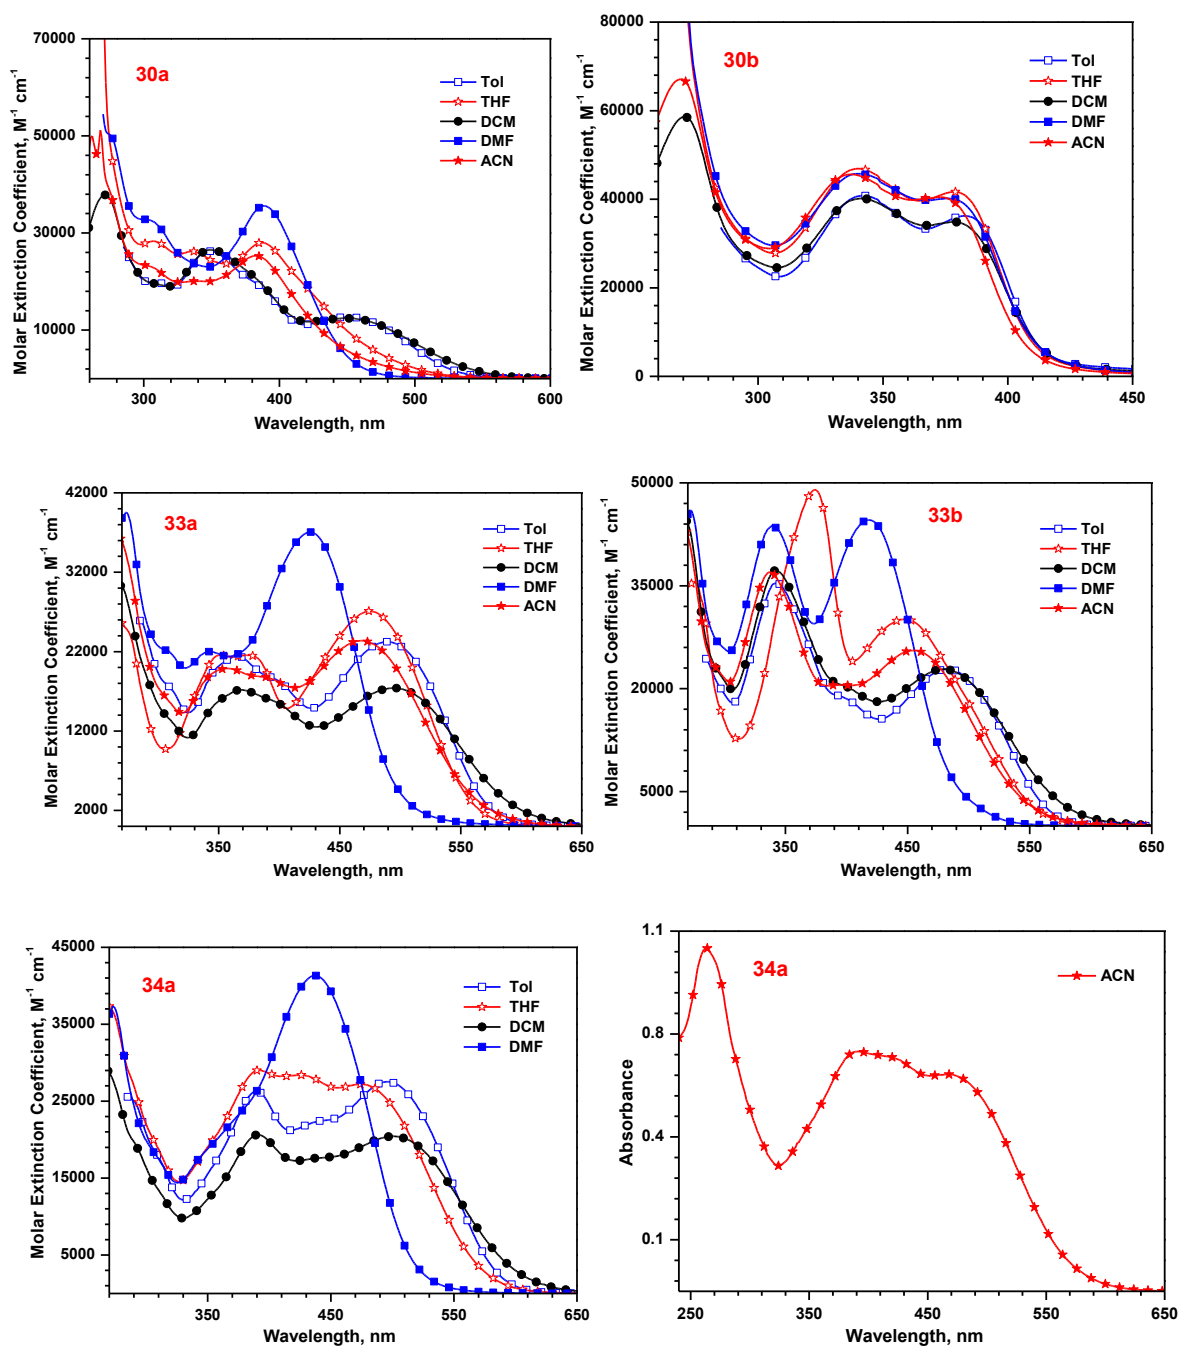 30a
70000
50000
30000
10000
Molar Extinction Coefficient, M-1 cm-1
Tol
THF
DCM
DMF
ACN
300
400
500
600
Wavelength, nm
30b
80000
60000
40000
20000
0
Molar Extinction Coefficient, M-1 cm-1
Tol
THF
DCM
DMF
ACN
300
350
400
450
Wavelength, nm
33a
42000
32000
22000
12000
2000
Molar Extinction Coefficient, M-1 cm-1
Tol
THF
DCM
DMF
ACN
350
450
550
650
Wavelength, nm
33b
50000
35000
20000
5000
Molar Extinction Coefficient, M-1 cm-1
Tol
THF
DCM
DMF
ACN
350
450
550
650
Wavelength, nm
34a
45000
35000
25000
15000
5000
Molar Extinction Coefficient, M-1 cm-1
Tol
THF
DCM
DMF
350
450
550
650
Wavelength, nm
34a
1.1
0.8
0.4
0.1
Absorbance
ACN
250
350
450
550
650
Wavelength, nm